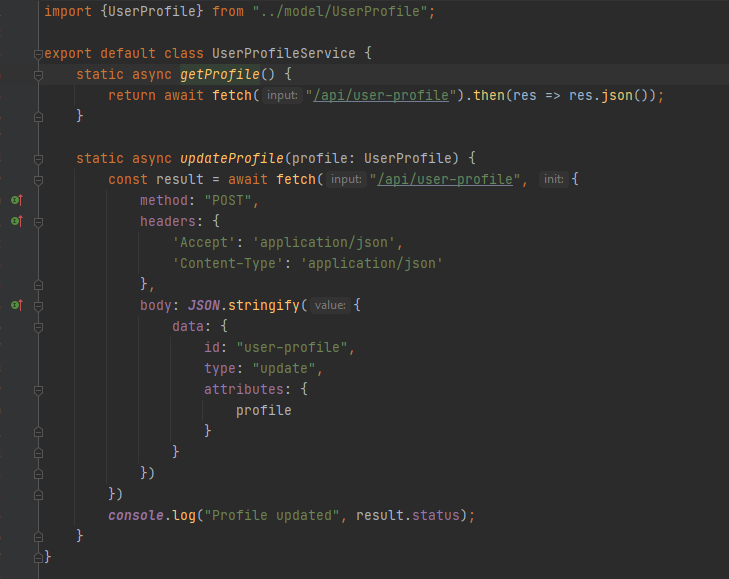 import {UserProfile} from "../model/UserProfile";
export default class UserProfileService {
static async getProfile() {
return await fetch( input: "/api/user-profile").then(res => res.json());
}
static async updateProfile(profile: UserProfile) {
const result = await fetch( input: "/api/user-profile", init: {
method: "POST",
headers: {
'Accept': 'application/json',
'Content-Type': 'application/json'
},
body: JSON.stringify( value: {
data: {
id: "user-profile",
type: "update",
attributes: {
profile
}
}
})
})
console.log("Profile updated", result.status);
}
}